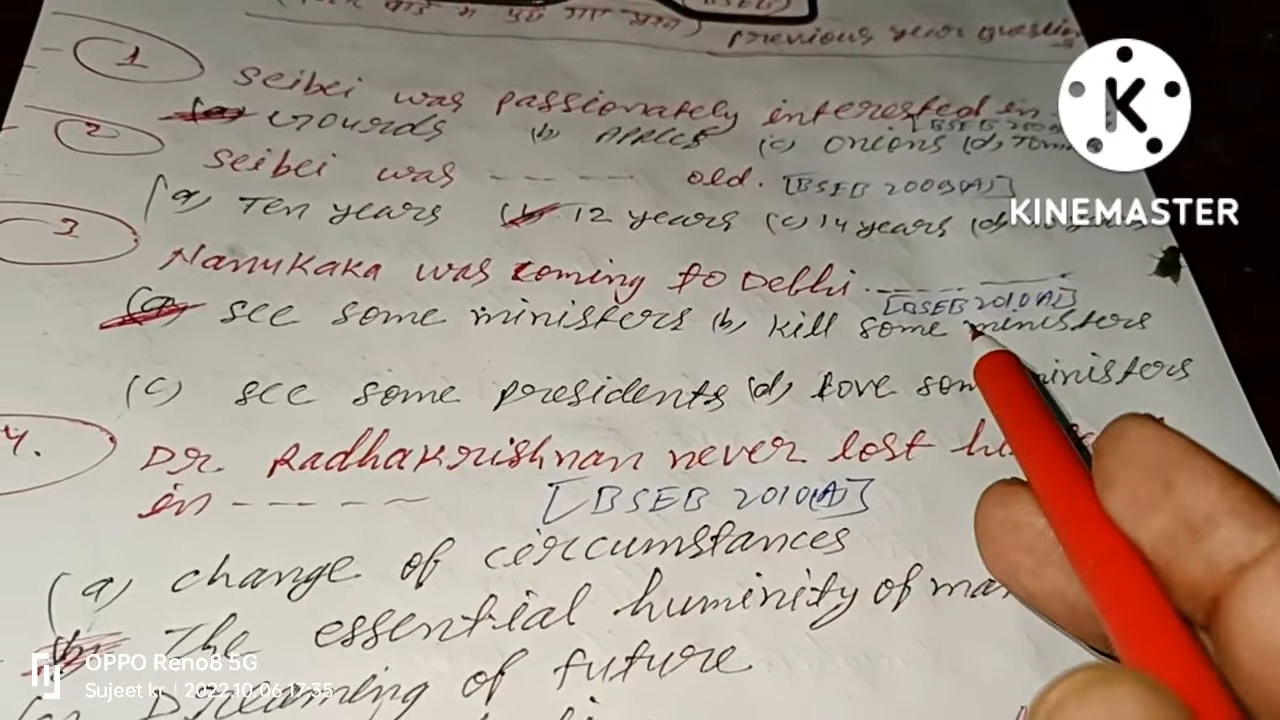 previous year question
1 Seibei was passionately interested in
(a) Gourds (b) Apples (c) Onions (d)
2 Seibei was ---- old. [BSEB 2009(A)]
(a) Ten years (b) 12 years (c) 14 years (d)
3 Nanukaka was coming to Delhi ----- [BSEB 2010(A)]
(a) see some ministers (b) kill some ministers
(c) see some presidents (d) love some ministers
4. Dr. Radhakrishnan never lost
in ---- [BSEB 2010(A)]
(a) change of circumstances
(b) The essential huminity of man
Dreaming of future
K
KINEMASTER
OPPO Reno8 5G
Sujeet kr | 2022.10.06 17:35